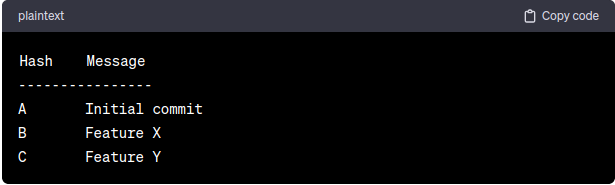 plaintext Copy code
Hash Message
----------------
A Initial commit
B Feature X
C Feature Y